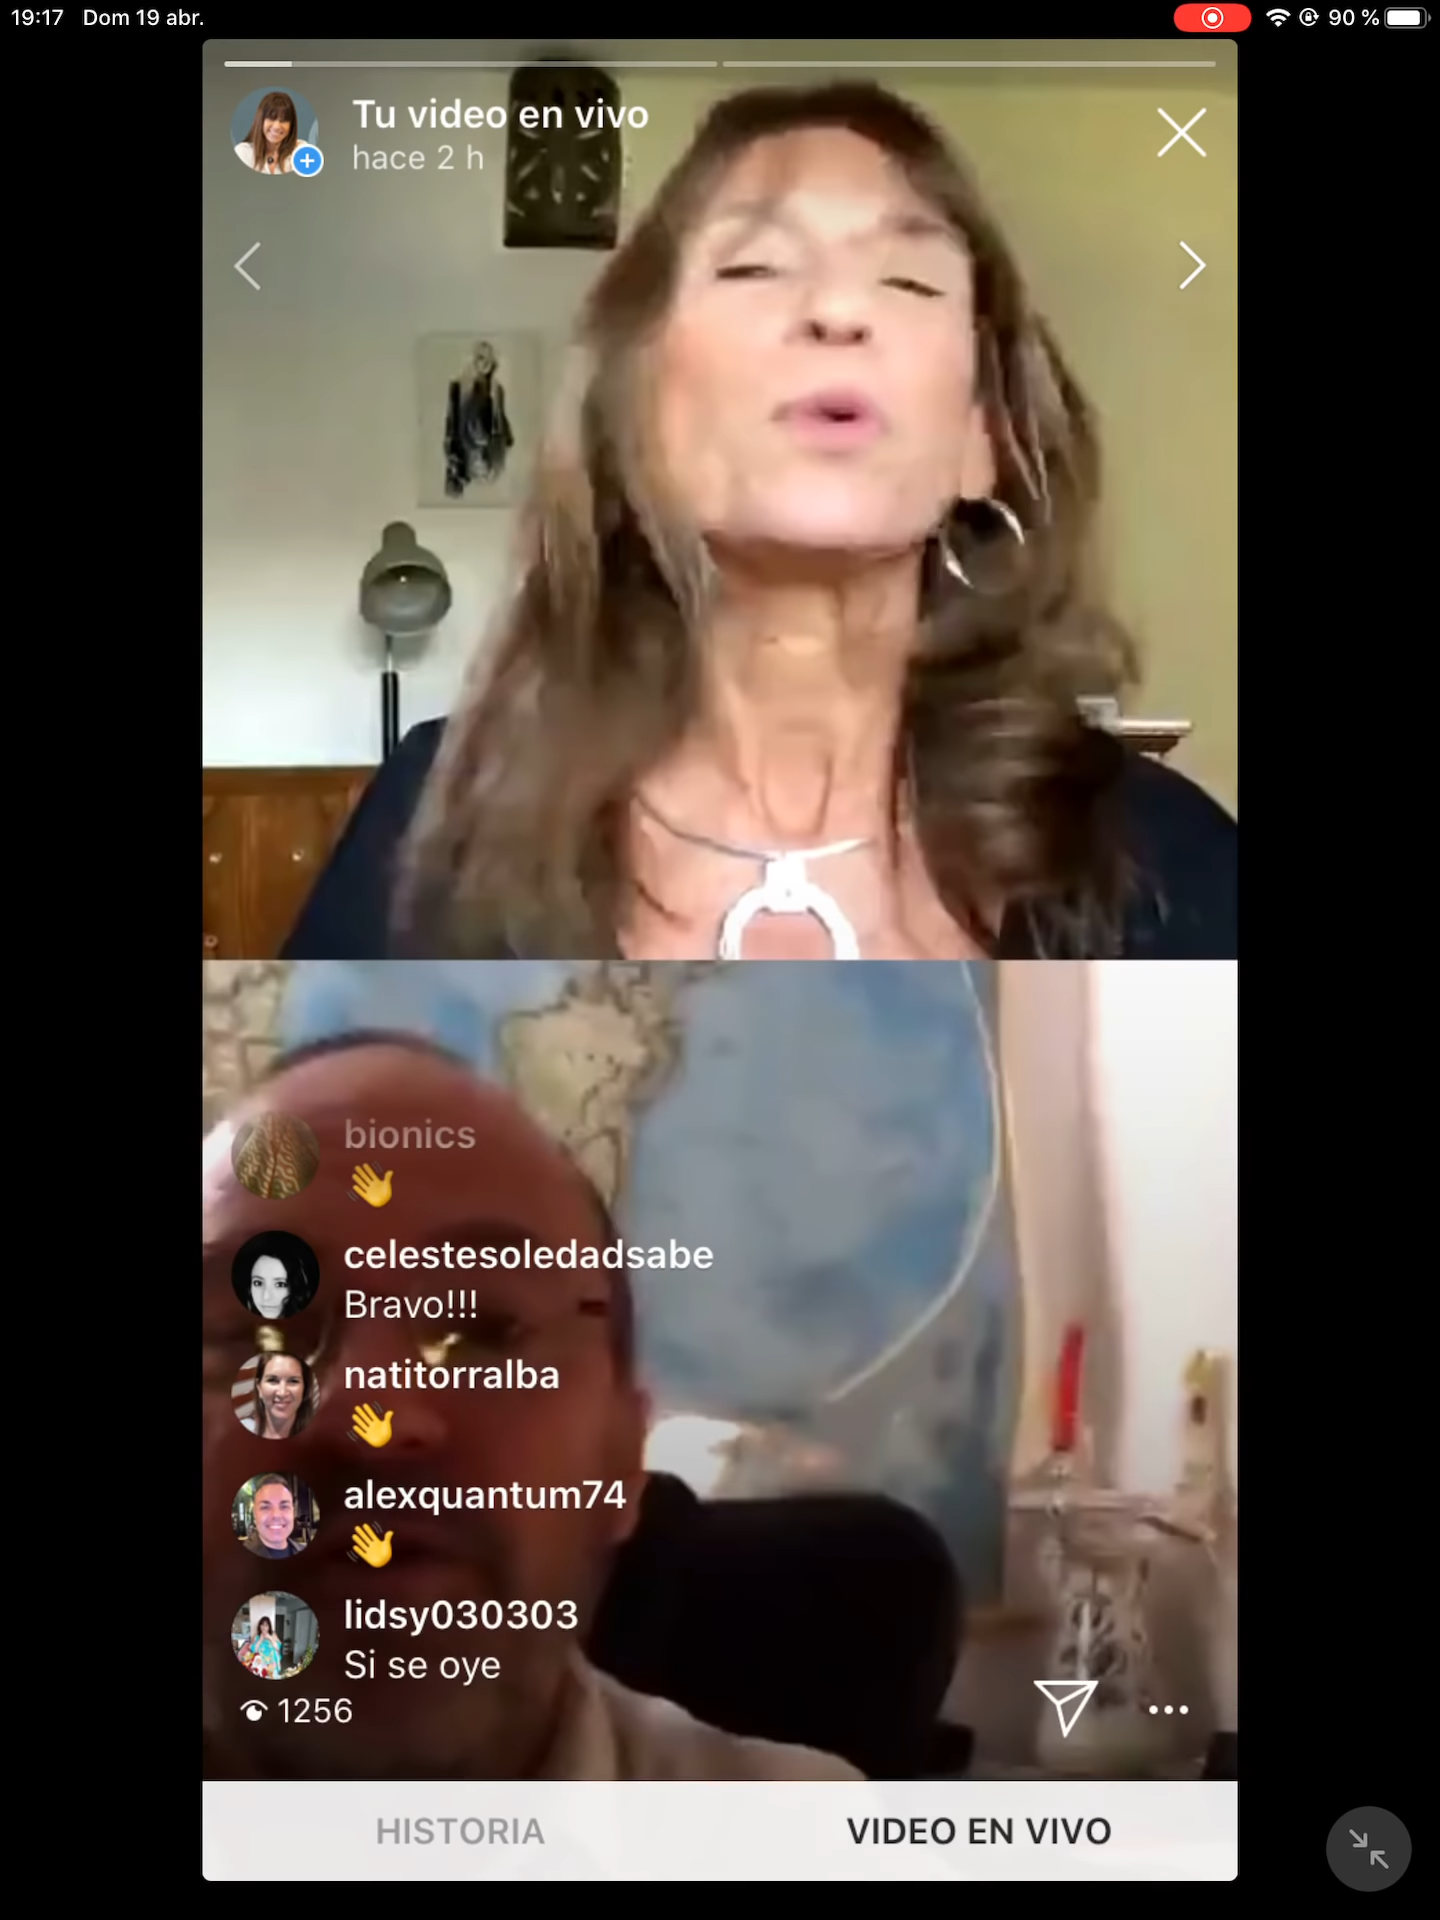 19:17 Dom 19 abr.
90 %
Tu video en vivo
hace 2 h
bionics
👋
celestesoledadsabe
Bravo!!!
natitorralba
👋
alexquantum74
👋
lidsy030303
Si se oye
1256
HISTORIA
VIDEO EN VIVO